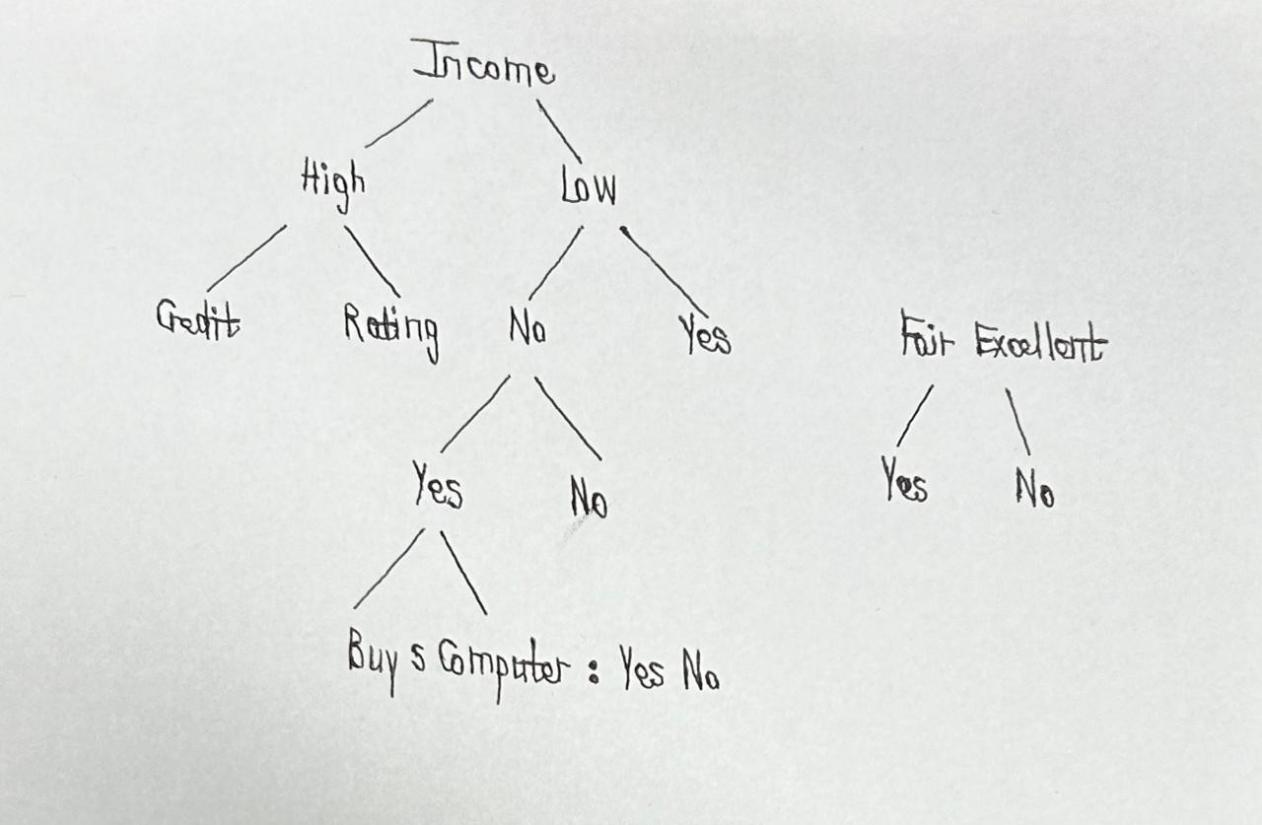 Income
High Low
Credit Rating No Yes Fair Excellent
Yes No Yes No
Buys Computer : Yes No